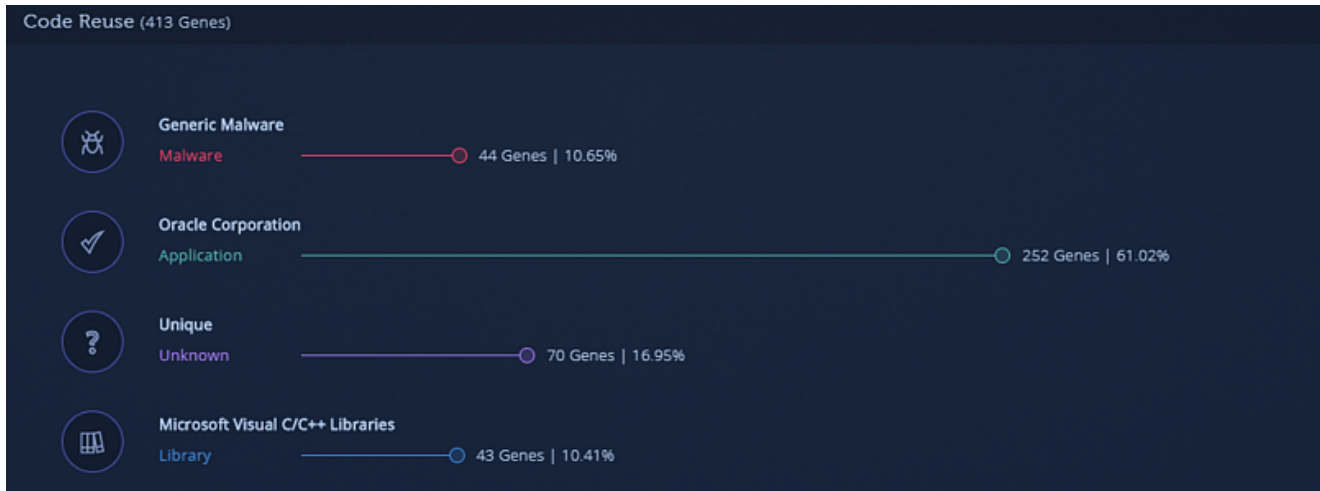 Code Reuse (413 Genes)
Generic Malware
Malware 44 Genes | 10.65%
Oracle Corporation
Application 252 Genes | 61.02%
Unique
Unknown 70 Genes | 16.95%
Microsoft Visual C/C++ Libraries
Library 43 Genes | 10.41%